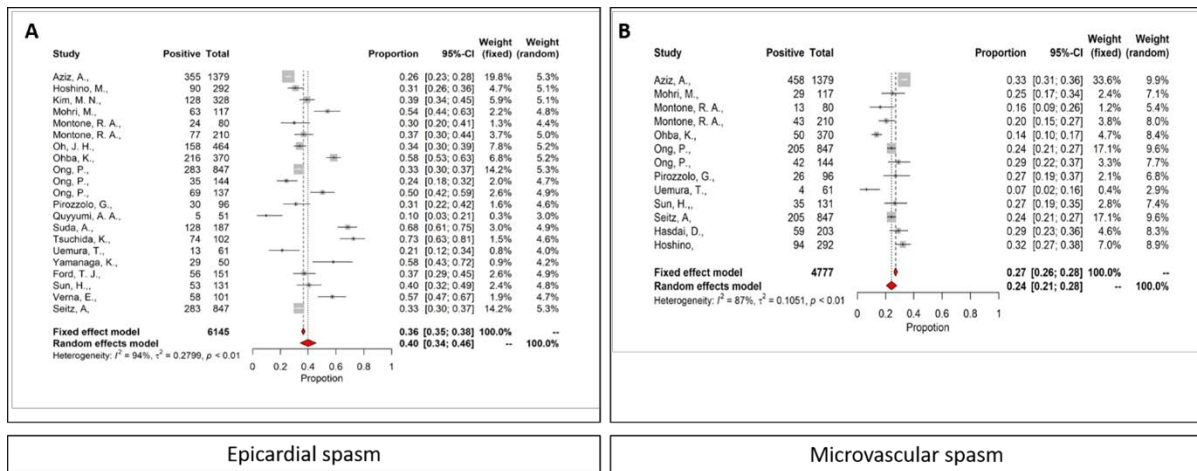 A
Study Positive Total Proportion 95%-CI Weight (fixed) Weight (random)
Aziz, A., 355 1379 0.26 [0.23; 0.28] 19.8% 5.3%
Hoshino, M., 90 292 0.31 [0.26; 0.36] 4.7% 5.1%
Kim, M. N., 128 328 0.39 [0.34; 0.45] 5.9% 5.1%
Mohri, M., 63 117 0.54 [0.44; 0.63] 2.2% 4.8%
Montone, R. A., 24 80 0.30 [0.20; 0.41] 1.3% 4.5%
Montone, R. A., 77 210 0.37 [0.30; 0.44] 3.7% 5.0%
Oh, J. H., 158 464 0.34 [0.30; 0.39] 7.8% 5.2%
Ohba, K., 216 370 0.58 [0.53; 0.63] 6.8% 5.2%
Ong, P., 283 847 0.33 [0.30; 0.37] 14.2% 5.3%
Ong, P., 35 144 0.24 [0.18; 0.32] 2.0% 4.7%
Ong, P., 69 137 0.50 [0.42; 0.59] 2.6% 4.9%
Pirozzolo, G., 30 96 0.31 [0.22; 0.42] 1.5% 4.6%
Quyyumi, A. A., 5 51 0.10 [0.03; 0.21] 0.3% 3.0%
Suda, A., 128 187 0.68 [0.61; 0.75] 3.0% 4.9%
Tsuchida, K., 74 102 0.73 [0.63; 0.81] 1.5% 4.6%
Uemura, T., 13 61 0.21 [0.12; 0.34] 0.8% 4.1%
Yamanaga, K., 29 50 0.58 [0.43; 0.72] 0.9% 4.2%
Ford, T. J., 56 151 0.37 [0.29; 0.45] 2.6% 4.9%
Sun, H.,, 53 131 0.40 [0.32; 0.49] 2.4% 4.8%
Verna, E., 58 101 0.57 [0.47; 0.67] 1.9% 4.7%
Seitz, A, 283 847 0.33 [0.30; 0.37] 14.2% 5.3%
Fixed effect model 6145 0.36 [0.35; 0.38] 100.0% --
Random effects model 0.40 [0.34; 0.46] -- 100.0%
Heterogeneity: I² = 94%, τ² = 0.2799, p < 0.01
0 0.2 0.4 0.6 0.8 1
Propotion
Epicardial spasm
B
Study Positive Total Proportion 95%-CI Weight (fixed) Weight (random)
Aziz, A., 458 1379 0.33 [0.31; 0.36] 33.6% 9.9%
Mohri, M., 29 117 0.25 [0.17; 0.34] 2.4% 7.1%
Montone, R. A., 13 80 0.16 [0.09; 0.26] 1.2% 5.4%
Montone, R. A., 43 210 0.20 [0.15; 0.27] 3.8% 8.0%
Ohba, K., 50 370 0.14 [0.10; 0.17] 4.7% 8.4%
Ong, P., 205 847 0.24 [0.21; 0.27] 17.1% 9.6%
Ong, P., 42 144 0.29 [0.22; 0.37] 3.3% 7.7%
Pirozzolo, G., 26 96 0.27 [0.19; 0.37] 2.1% 6.8%
Uemura, T., 4 61 0.07 [0.02; 0.16] 0.4% 2.9%
Sun, H.,, 35 131 0.27 [0.19; 0.35] 2.8% 7.4%
Seitz, A, 205 847 0.24 [0.21; 0.27] 17.1% 9.6%
Hasdai, D., 59 203 0.29 [0.23; 0.36] 4.6% 8.3%
Hoshino, 94 292 0.32 [0.27; 0.38] 7.0% 8.9%
Fixed effect model 4777 0.27 [0.26; 0.28] 100.0% --
Random effects model 0.24 [0.21; 0.28] -- 100.0%
Heterogeneity: I² = 87%, τ² = 0.1051, p < 0.01
0 0.2 0.4 0.6 0.8 1
Propotion
Microvascular spasm